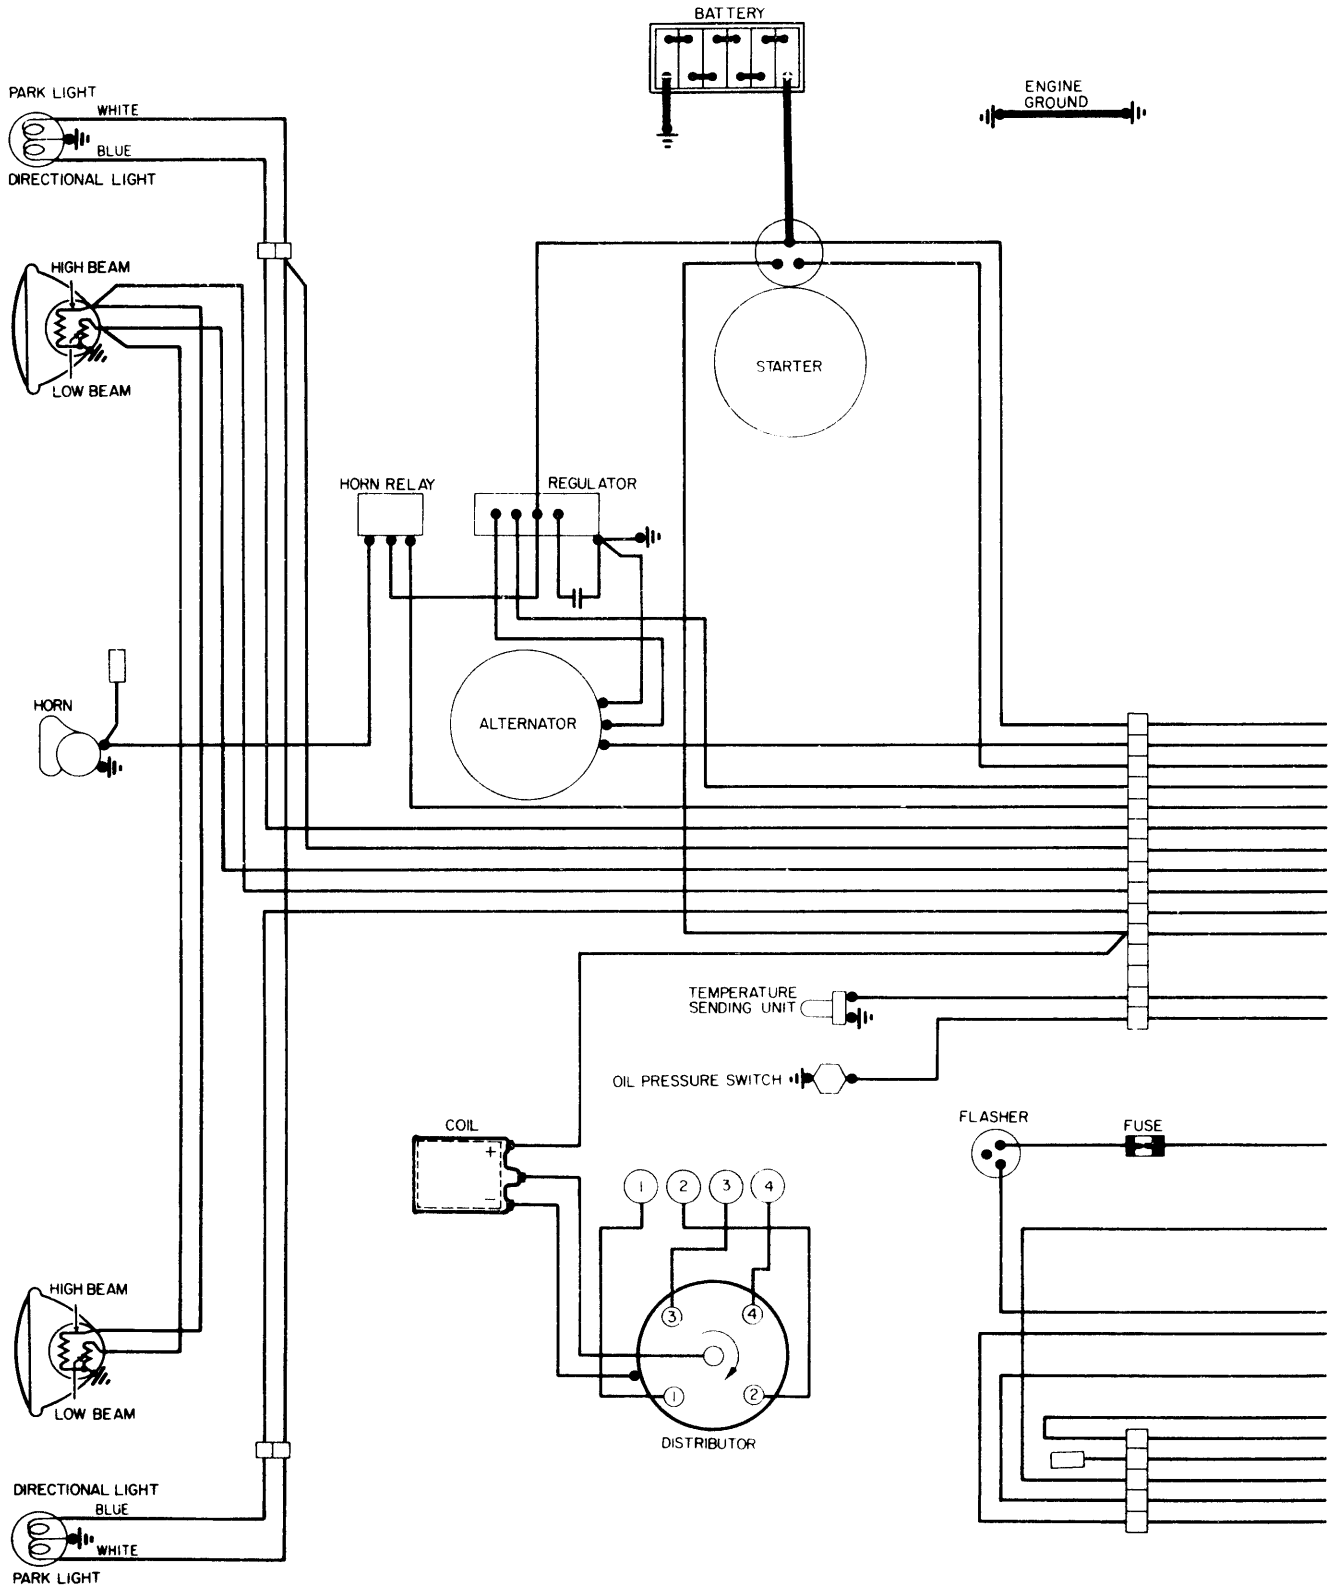 BATTERY
ENGINE
GROUND
PARK LIGHT
WHITE
BLUE
DIRECTIONAL LIGHT
HIGH BEAM
LOW BEAM
STARTER
HORN RELAY
REGULATOR
HORN
ALTERNATOR
TEMPERATURE
SENDING UNIT
OIL PRESSURE SWITCH
FLASHER
FUSE
COIL
+
−
1 2 3 4
3 4
1 2
DISTRIBUTOR
HIGH BEAM
LOW BEAM
DIRECTIONAL LIGHT
BLUE
WHITE
PARK LIGHT